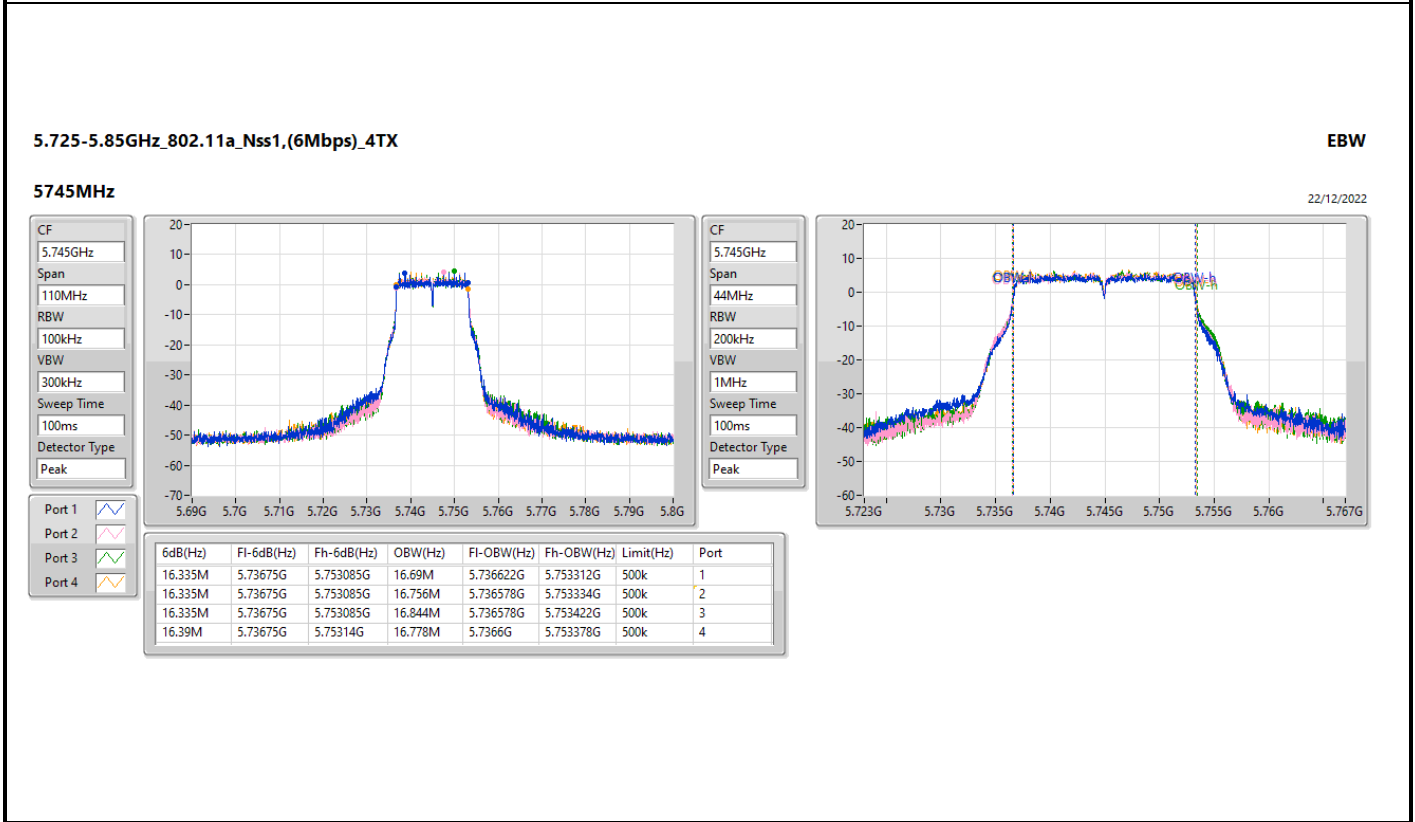 5.725-5.85GHz_802.11a_Nss1,(6Mbps)_4TX
EBW
5745MHz
22/12/2022
CF
5.745GHz
Span
110MHz
RBW
100kHz
VBW
300kHz
Sweep Time
100ms
Detector Type
Peak
20
10
0
-10
-20
-30
-40
-50
-60
-70
5.69G 5.7G 5.71G 5.72G 5.73G 5.74G 5.75G 5.76G 5.77G 5.78G 5.79G 5.8G
CF
5.745GHz
Span
44MHz
RBW
200kHz
VBW
1MHz
Sweep Time
100ms
Detector Type
Peak
20
10
0
-10
-20
-30
-40
-50
-60
OBW-h
OBW-h
5.723G 5.73G 5.735G 5.74G 5.745G 5.75G 5.755G 5.76G 5.767G
Port 1
Port 2
Port 3
Port 4
6dB(Hz) Fl-6dB(Hz) Fh-6dB(Hz) OBW(Hz) Fl-OBW(Hz) Fh-OBW(Hz) Limit(Hz) Port
16.335M 5.73675G 5.753085G 16.69M 5.736622G 5.753312G 500k 1
16.335M 5.73675G 5.753085G 16.756M 5.736578G 5.753334G 500k 2
16.335M 5.73675G 5.753085G 16.844M 5.736578G 5.753422G 500k 3
16.39M 5.73675G 5.75314G 16.778M 5.7366G 5.753378G 500k 4